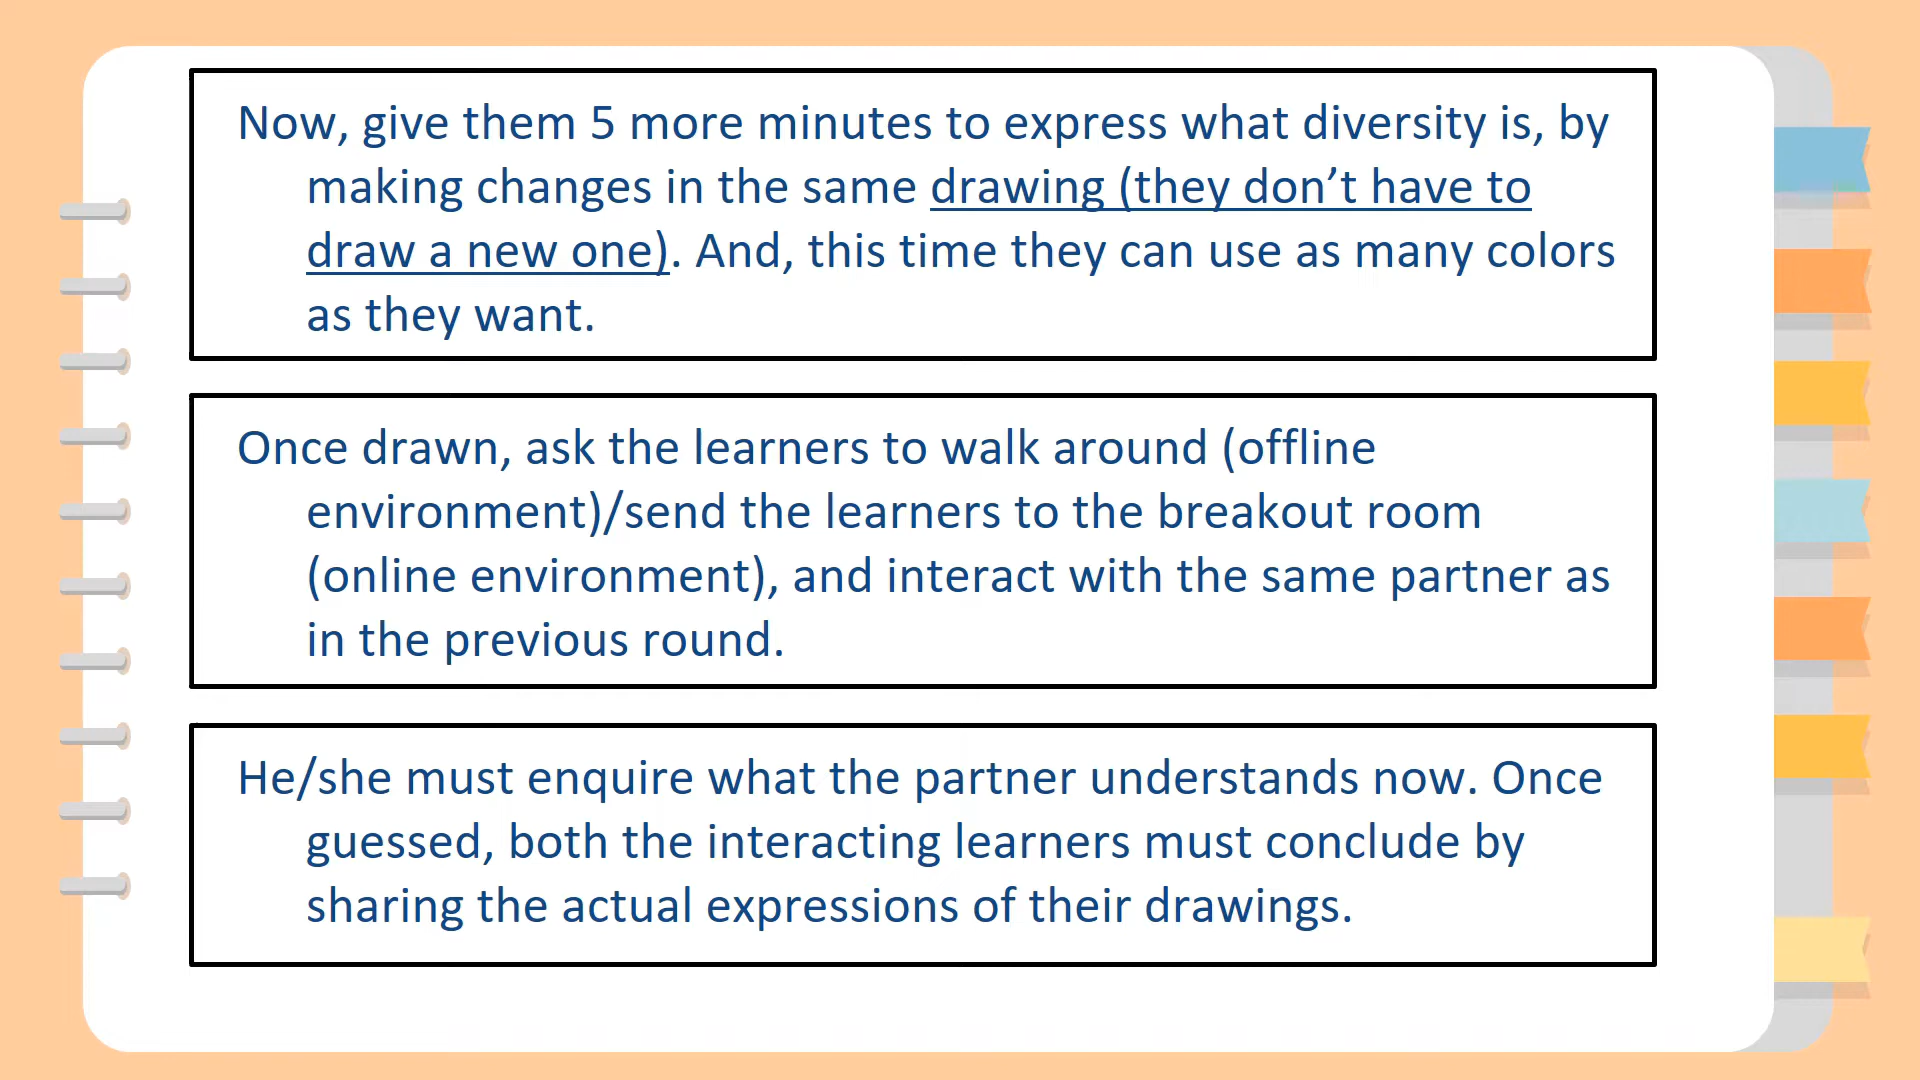 Now, give them 5 more minutes to express what diversity is, by
making changes in the same drawing (they don’t have to
draw a new one). And, this time they can use as many colors
as they want.
Once drawn, ask the learners to walk around (offline
environment)/send the learners to the breakout room
(online environment), and interact with the same partner as
in the previous round.
He/she must enquire what the partner understands now. Once
guessed, both the interacting learners must conclude by
sharing the actual expressions of their drawings.